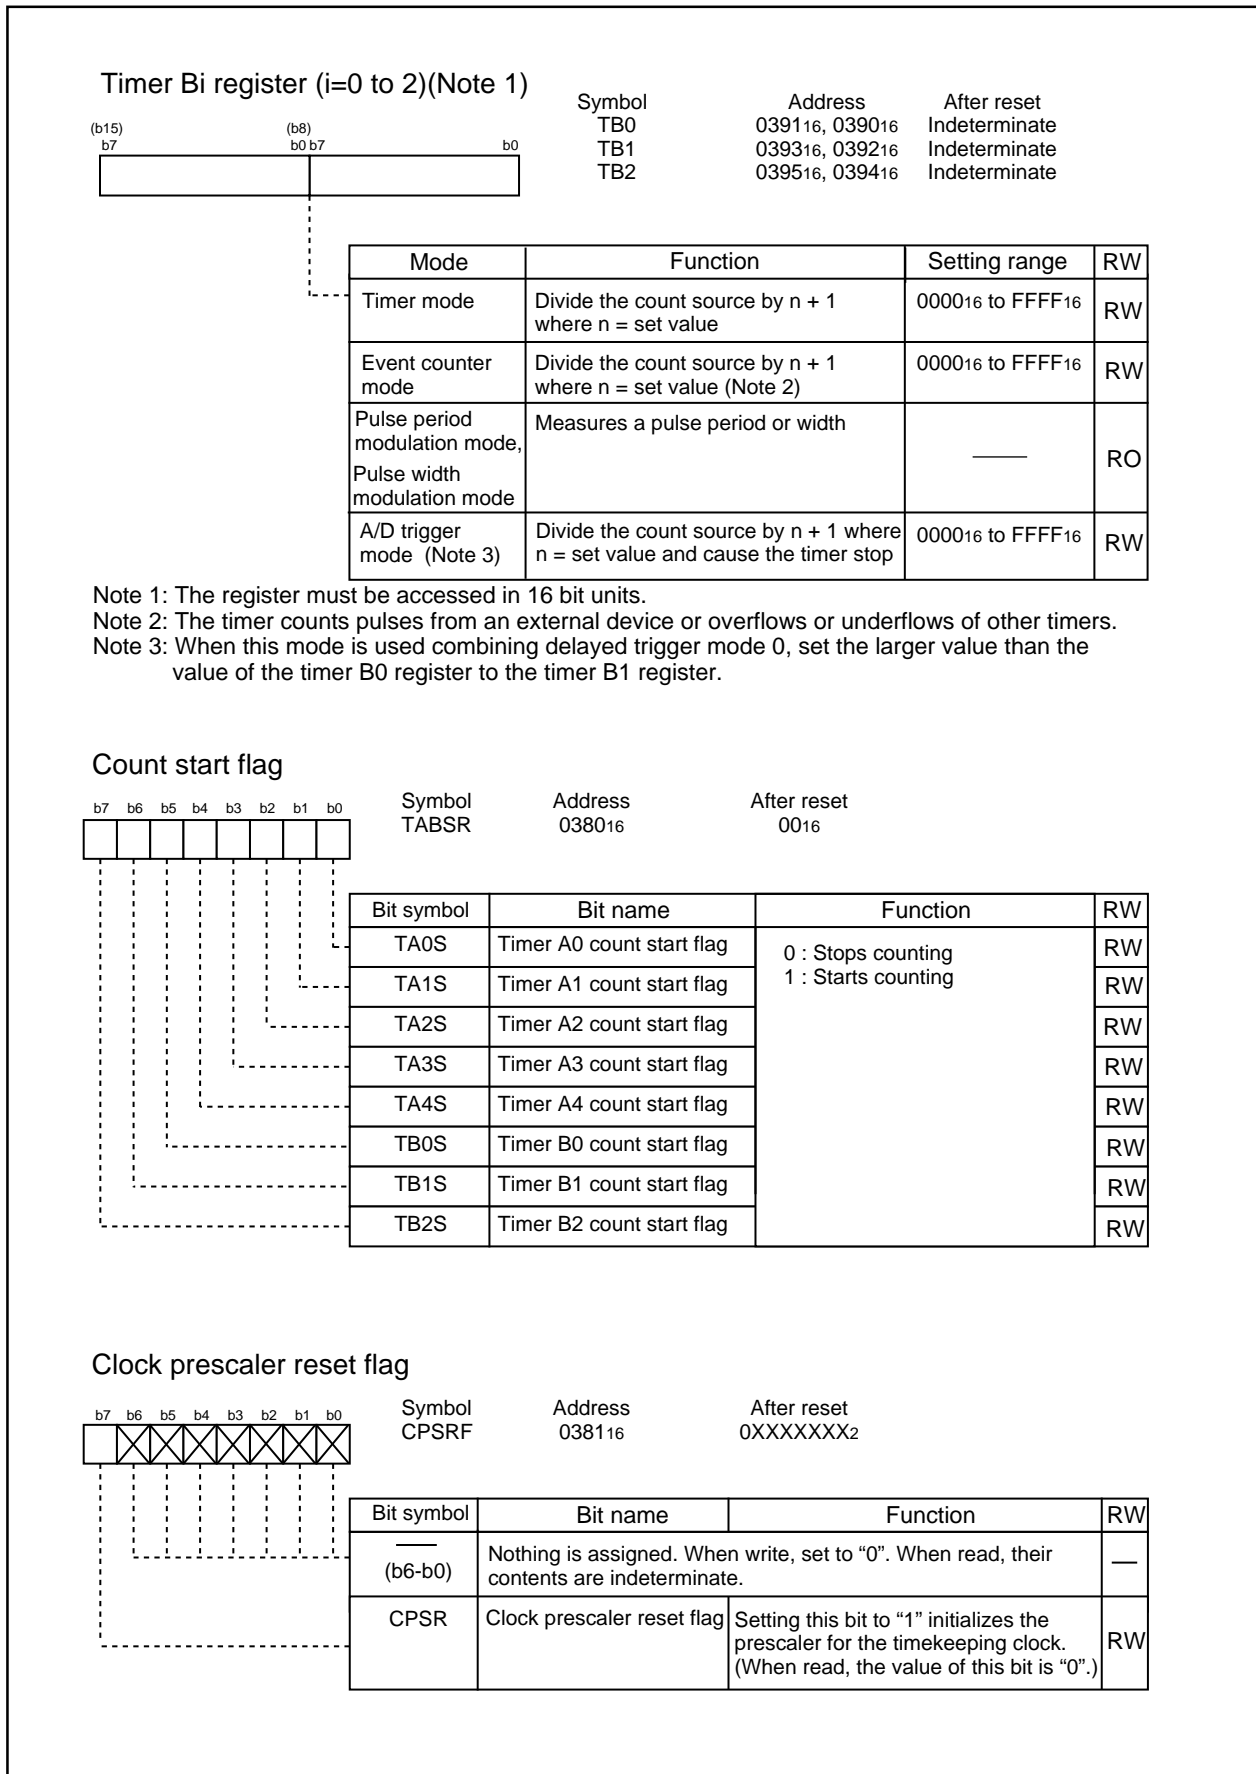 Timer Bi register (i=0 to 2)(Note 1)
Symbol Address After reset
TB0 039116, 039016 Indeterminate
TB1 039316, 039216 Indeterminate
TB2 039516, 039416 Indeterminate
(b15) (b8)
b7 b0 b7 b0
Mode Function Setting range RW
Timer mode Divide the count source by n + 1 000016 to FFFF16 RW
where n = set value
Event counter Divide the count source by n + 1 000016 to FFFF16 RW
mode where n = set value (Note 2)
Pulse period Measures a pulse period or width
modulation mode,
—— RO
Pulse width
modulation mode
A/D trigger Divide the count source by n + 1 where 000016 to FFFF16 RW
mode (Note 3) n = set value and cause the timer stop
Note 1: The register must be accessed in 16 bit units.
Note 2: The timer counts pulses from an external device or overflows or underflows of other timers.
Note 3: When this mode is used combining delayed trigger mode 0, set the larger value than the
value of the timer B0 register to the timer B1 register.
Count start flag
b7 b6 b5 b4 b3 b2 b1 b0
Symbol Address After reset
TABSR 038016 0016
Bit symbol Bit name Function RW
TA0S Timer A0 count start flag 0 : Stops counting RW
TA1S Timer A1 count start flag 1 : Starts counting RW
TA2S Timer A2 count start flag RW
TA3S Timer A3 count start flag RW
TA4S Timer A4 count start flag RW
TB0S Timer B0 count start flag RW
TB1S Timer B1 count start flag RW
TB2S Timer B2 count start flag RW
Clock prescaler reset flag
b7 b6 b5 b4 b3 b2 b1 b0
Symbol Address After reset
CPSRF 038116 0XXXXXXX2
Bit symbol Bit name Function RW
—— Nothing is assigned. When write, set to “0”. When read, their —
(b6-b0) contents are indeterminate.
CPSR Clock prescaler reset flag Setting this bit to “1” initializes the
prescaler for the timekeeping clock. RW
(When read, the value of this bit is “0”.)